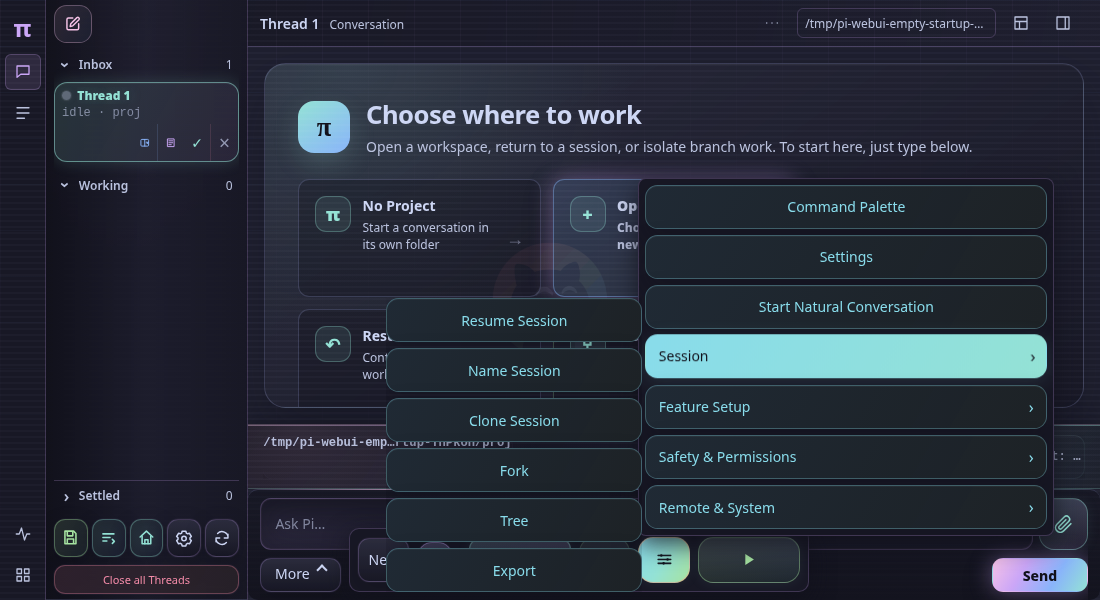 π
Inbox
1
Thread 1
idle · proj
Working
0
Settled
0
Close all Threads
Thread 1 Conversation
···
/tmp/pi-webui-empty-startup-...
π
Choose where to work
Open a workspace, return to a session, or isolate branch work. To start here, just type below.
π
No Project
Start a conversation in
its own folder
→
+
Command Palette
Settings
Start Natural Conversation
Session ›
Feature Setup ›
Safety & Permissions ›
Remote & System ›
Resume Session
Name Session
Clone Session
Fork
Tree
Export
Ask Pi...
More
Send